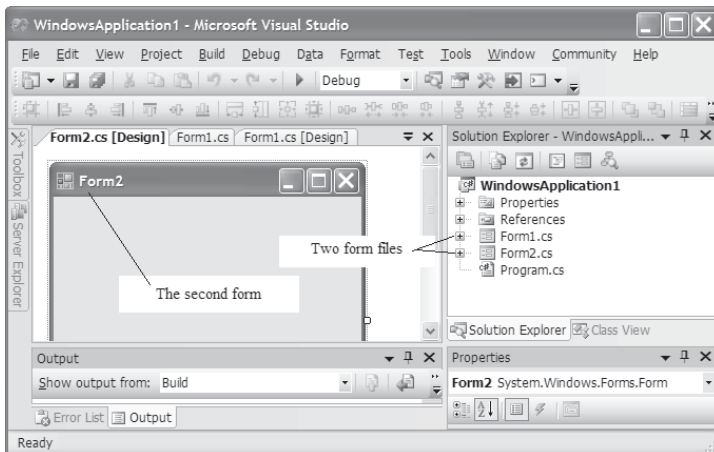 WindowsApplication1 - Microsoft Visual Studio
File Edit View Project Build Debug Data Format Test Tools Window Community Help
Debug
Form2.cs [Design] Form1.cs Form1.cs [Design]
Solution Explorer - WindowsAppli...
Toolbox
Server Explorer
Form2
The second form
Two form files
WindowsApplication1
Properties
References
Form1.cs
Form2.cs
Program.cs
Solution Explorer Class View
Output
Show output from: Build
Error List Output
Properties
Form2 System.Windows.Forms.Form
Ready